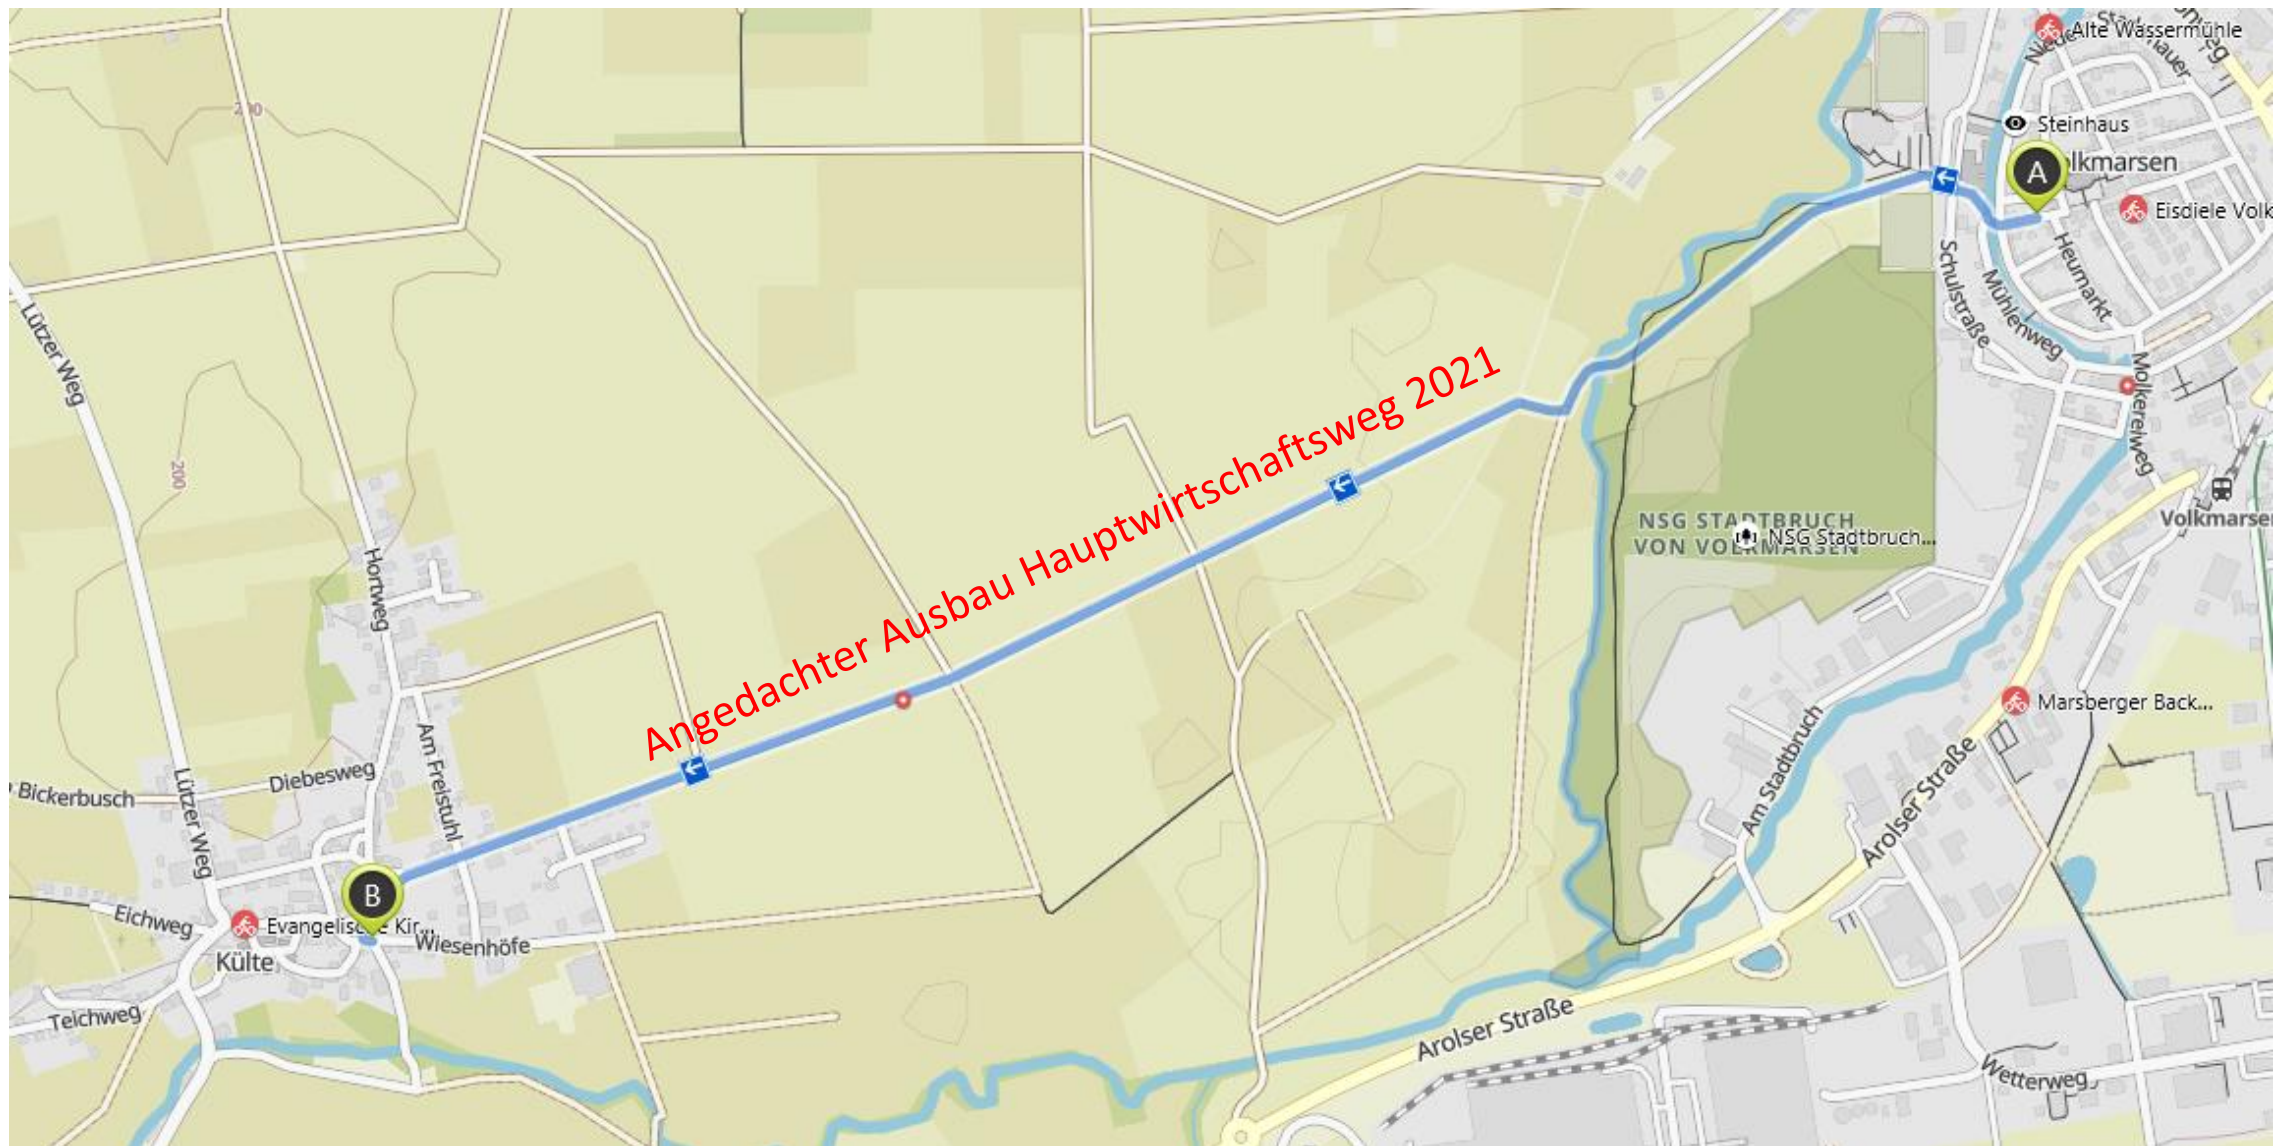 Alte Wassermühle
200
Steinhaus
A
Volkmarsen
Eisdiele Volk
Heumarkt
Schulstraße
Mühlenweg
Molkereiweg
Lützer Weg
Angedachter Ausbau Hauptwirtschaftsweg 2021
200
NSG STADTBRUCH
VON VOLKMARSEN
NSG Stadtbruch...
Volkmarsen
Hortweg
Am Freistuhl
Marsberger Back...
Am Stadtbruch
Arolser Straße
Diebesweg
Bickerbusch
Lützer Weg
B
Eichweg
Evangelische Kir...
Wiesenhöfe
Külte
Teichweg
Arolser Straße
Wetterweg